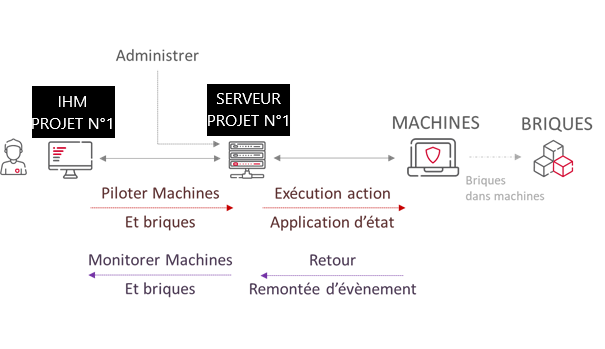 Administrer
IHM
PROJET N°1
SERVEUR
PROJET N°1
MACHINES
BRIQUES
Briques
dans machines
Piloter Machines
Et briques
Exécution action
Application d’état
Monitorer Machines
Et briques
Retour
Remontée d’évènement